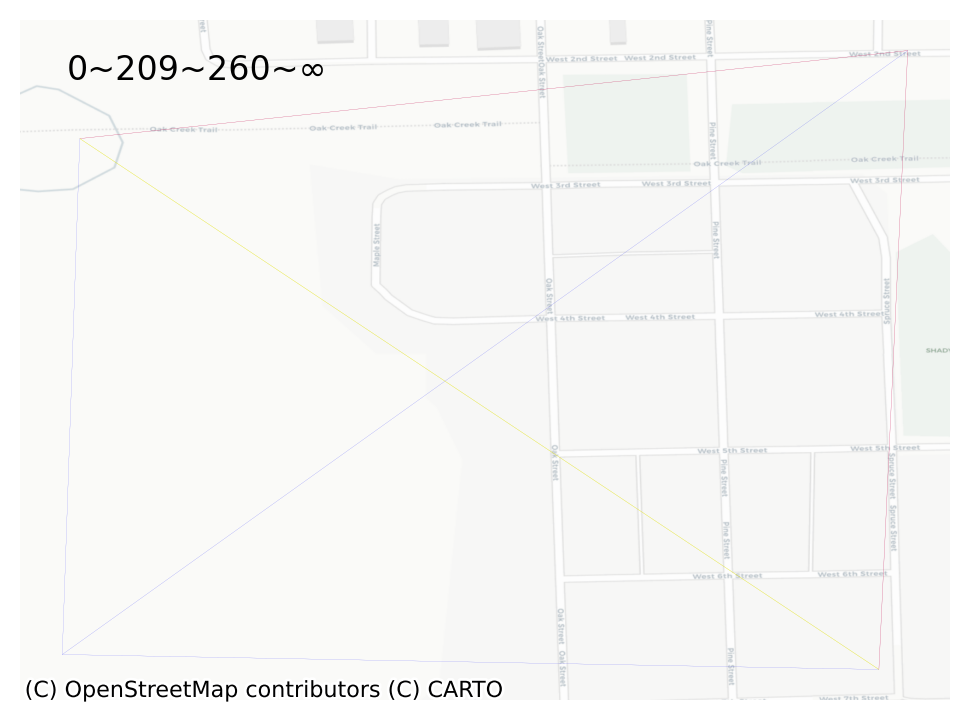 Oak Street
Pine Street
West 2nd Street
West 2nd Street
West 2nd Street
0~209~260~∞
Oak Street
Oak Creek Trail
Oak Creek Trail
Oak Creek Trail
Pine Street
Oak Creek Trail
Oak Creek Trail
West 3rd Street
West 3rd Street
West 3rd Street
Maple Street
Pine Street
Oak Street
Spruce Street
West 4th Street
West 4th Street
West 4th Street
SHAD
West 5th Street
West 5th Street
Oak Street
Pine Street
Spruce Street
Spruce Street
Pine Street
West 6th Street
West 6th Street
Oak Street
Oak Street
Pine Street
(C) OpenStreetMap contributors (C) CARTO
West 7th Street